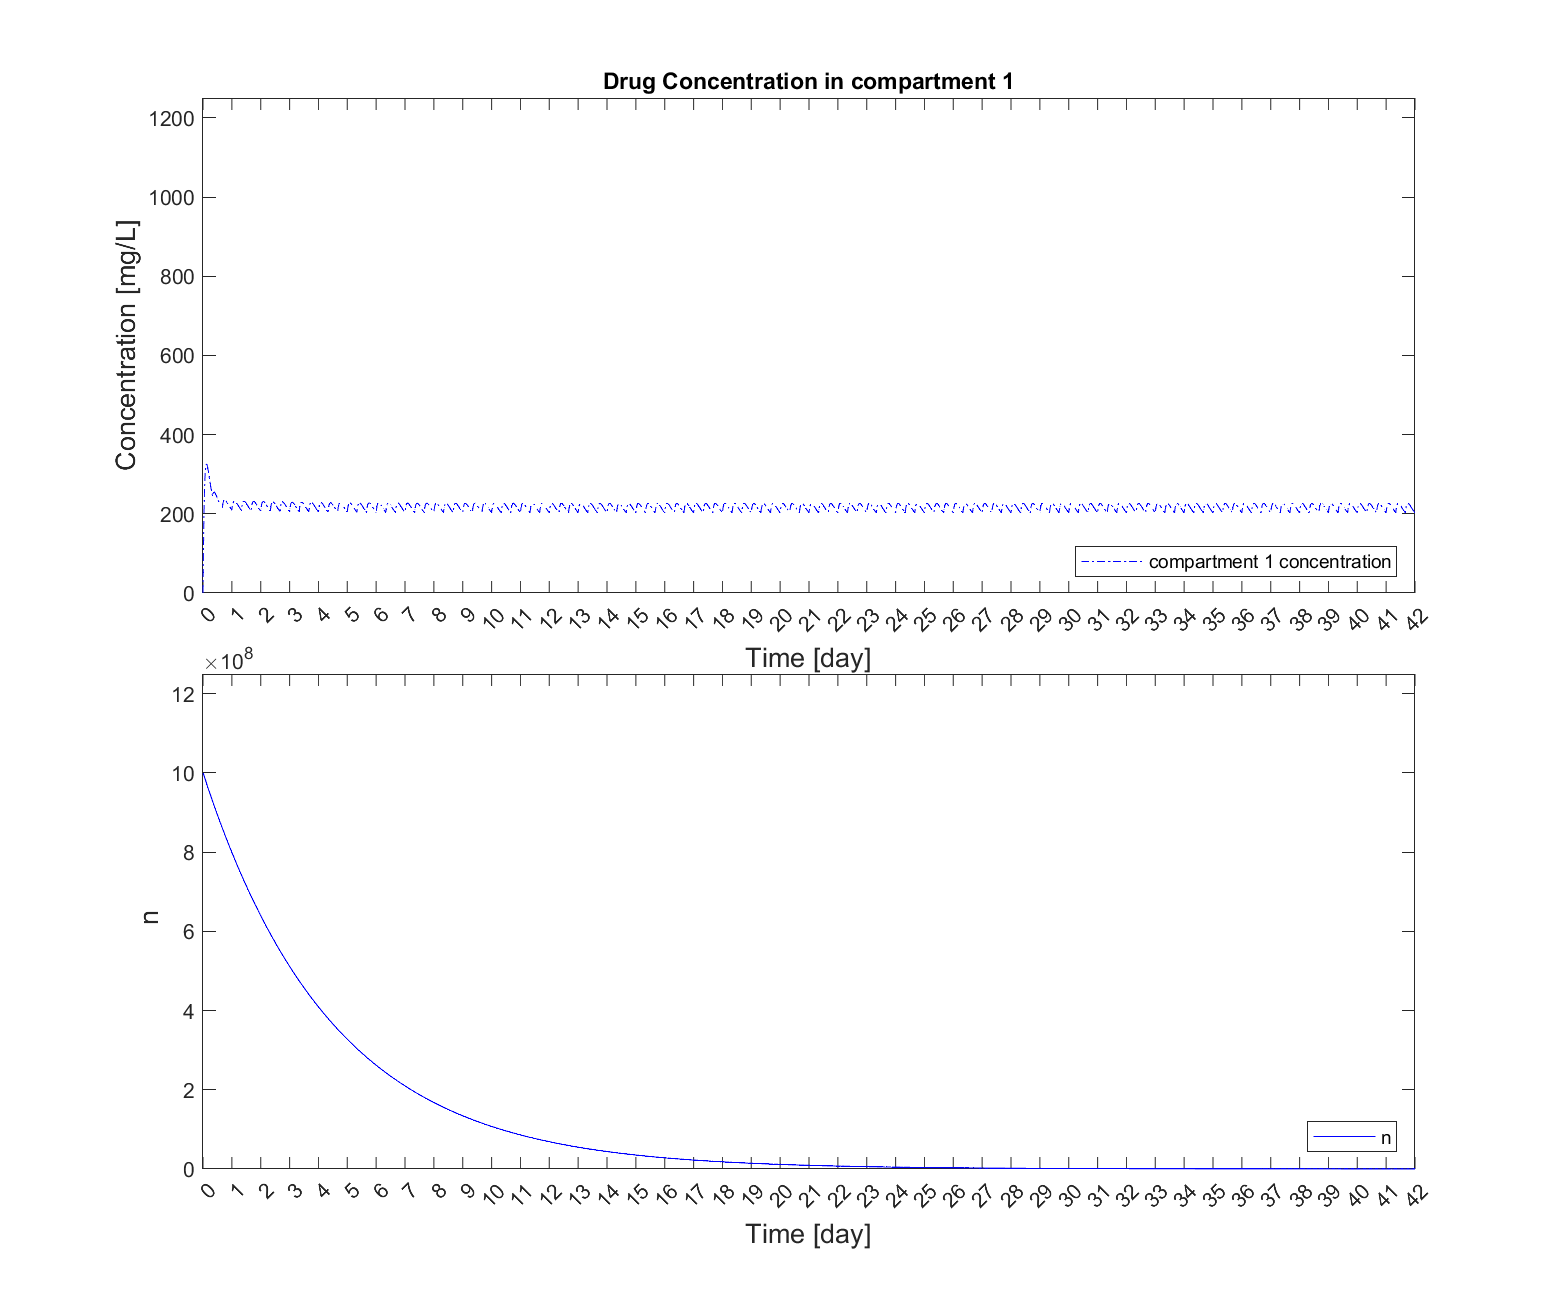 Drug Concentration in compartment 1
Concentration [mg/L]
1200
1000
800
600
400
200
0
compartment 1 concentration
0 1 2 3 4 5 6 7 8 9 10 11 12 13 14 15 16 17 18 19 20 21 22 23 24 25 26 27 28 29 30 31 32 33 34 35 36 37 38 39 40 41 42
Time [day]
×10⁸
n
12
10
8
6
4
2
0
n
0 1 2 3 4 5 6 7 8 9 10 11 12 13 14 15 16 17 18 19 20 21 22 23 24 25 26 27 28 29 30 31 32 33 34 35 36 37 38 39 40 41 42
Time [day]